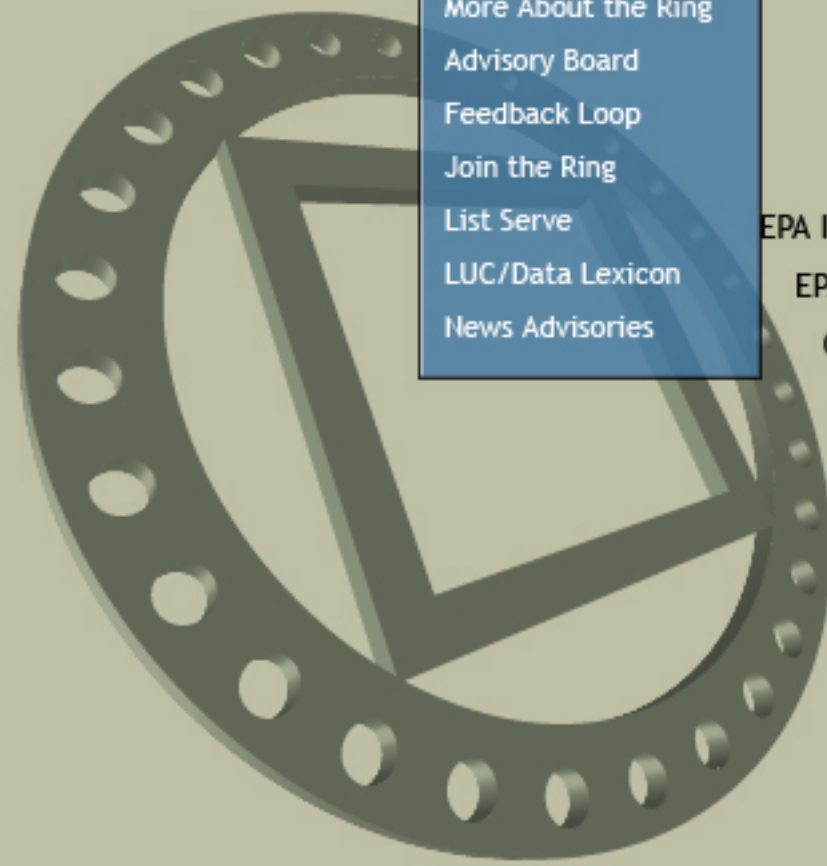 More About the Ring
Advisory Board
Feedback Loop
Join the Ring
List Serve
EPA
LUC/Data Lexicon
News Advisories